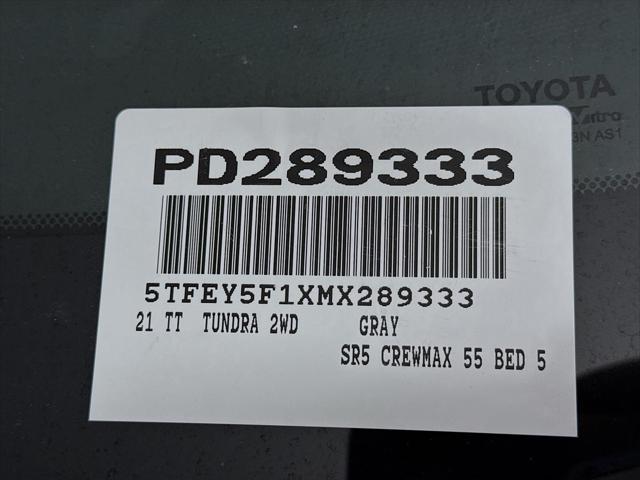 TOYOTA
PD289333
5TFEY5F1XMX289333
21 TT TUNDRA 2WD GRAY
SR5 CREWMAX 55 BED 5